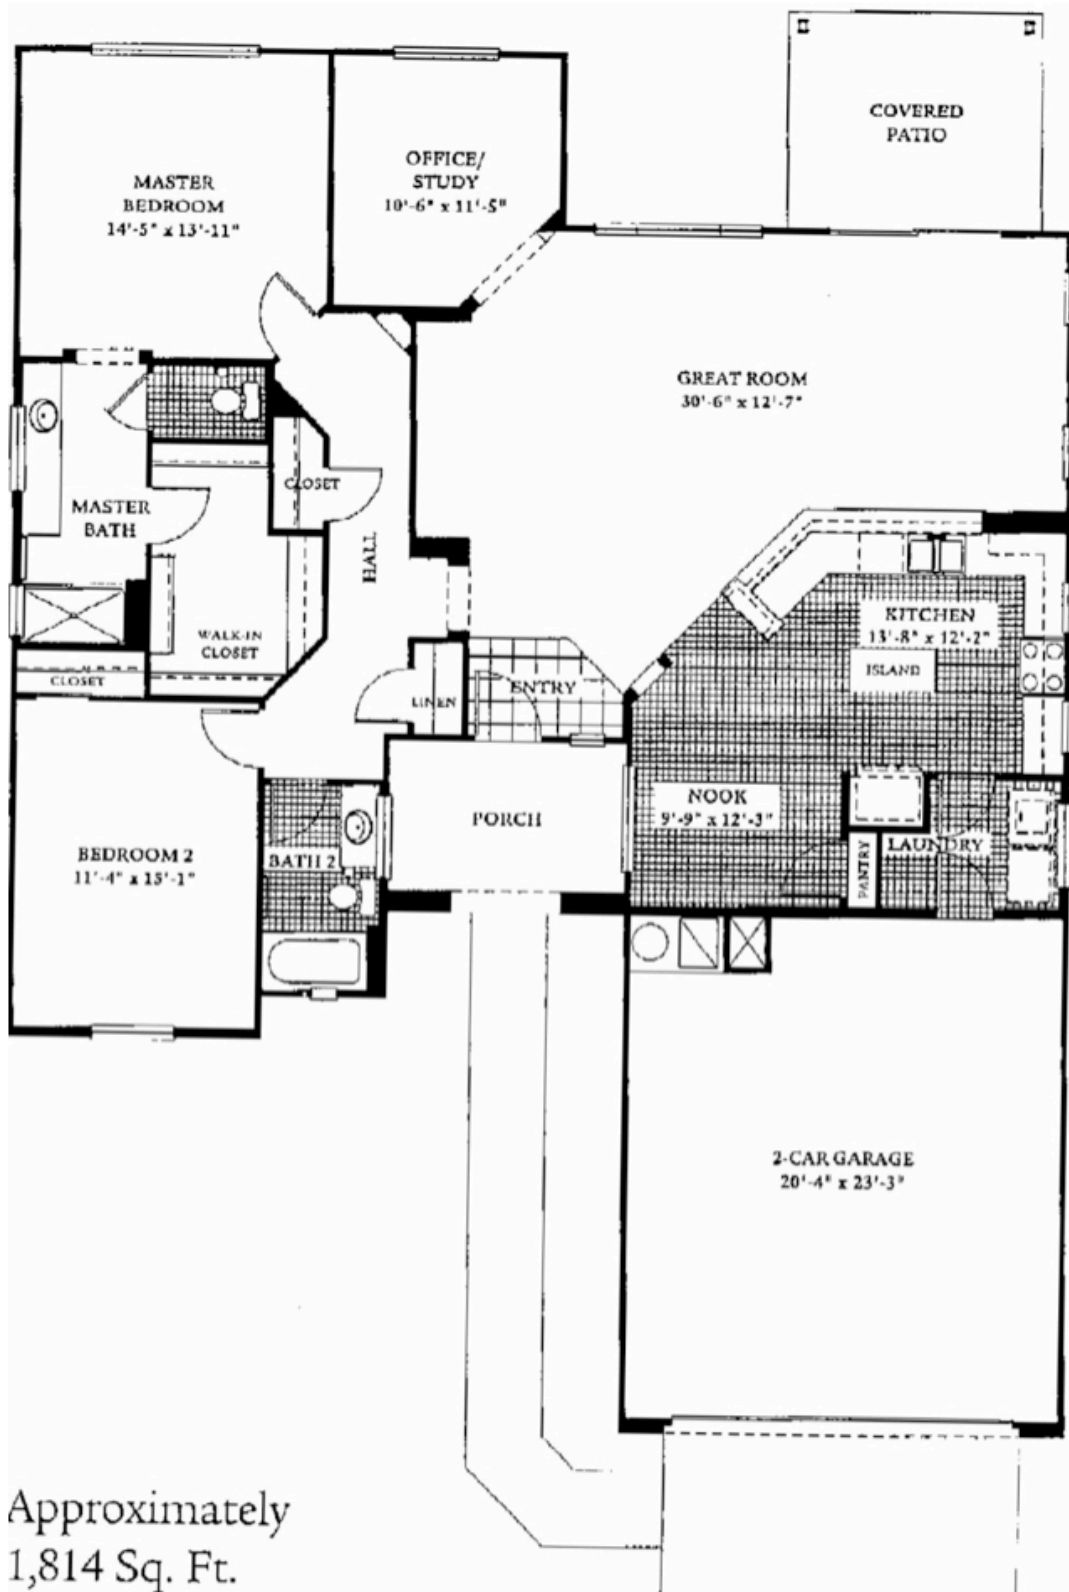 COVERED
PATIO
MASTER
BEDROOM
14'-5" x 13'-11"
OFFICE/
STUDY
10'-6" x 11'-5"
GREAT ROOM
30'-6" x 12'-7"
CLOSET
MASTER
BATH
HALL
WALK-IN
CLOSET
KITCHEN
13'-8" x 12'-2"
ISLAND
CLOSET
LINEN
ENTRY
NOOK
9'-9" x 12'-3"
PORCH
LAUNDRY
PANTRY
BEDROOM 2
11'-4" x 15'-1"
BATH 2
2-CAR GARAGE
20'-4" x 23'-3"
Approximately
1,814 Sq. Ft.